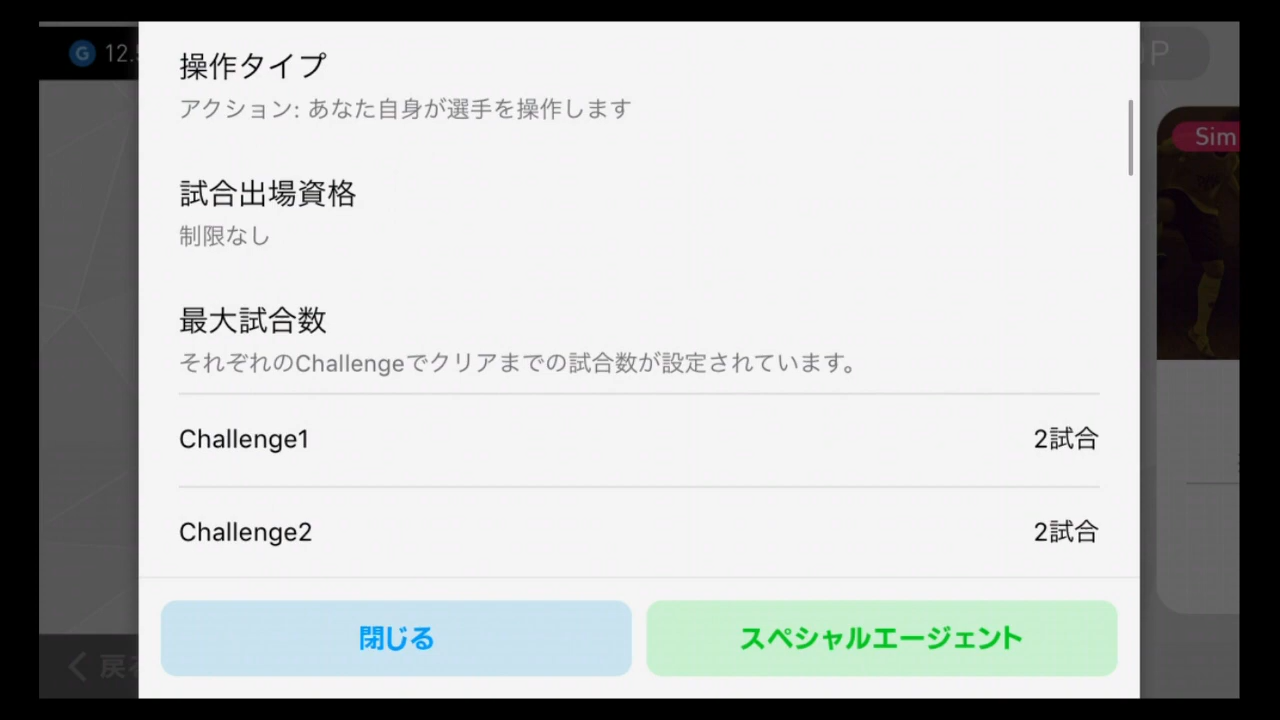 G 12.5
操作タイプ
アクション: あなた自身が選手を操作します
試合出場資格
制限なし
最大試合数
それぞれのChallengeでクリアまでの試合数が設定されています。
Challenge1 2試合
Challenge2 2試合
閉じる スペシャルエージェント
戻
Sim